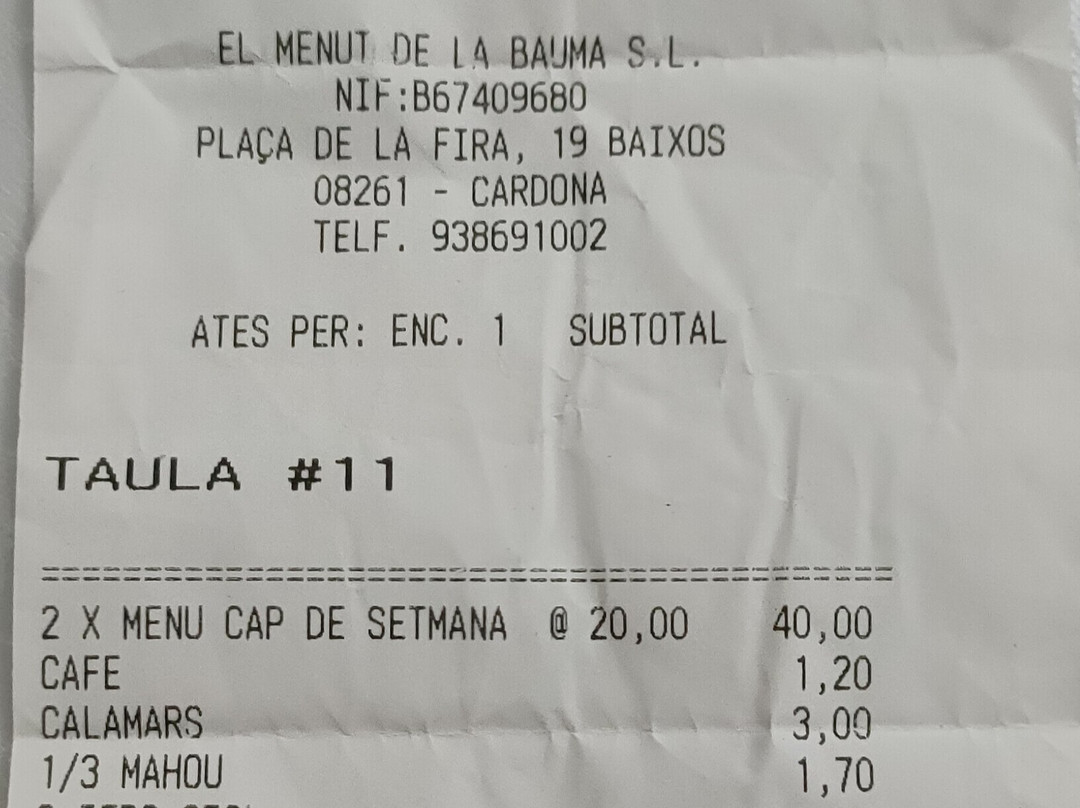 EL MENUT DE LA BAUMA S.L.
NIF:B67409680
PLAÇA DE LA FIRA, 19 BAIXOS
08261 - CARDONA
TELF. 938691002
ATES PER: ENC. 1 SUBTOTAL
TAULA #11
================================================
2 X MENU CAP DE SETMANA @ 20,00 40,00
CAFE 1,20
CALAMARS 3,00
1/3 MAHOU 1,70